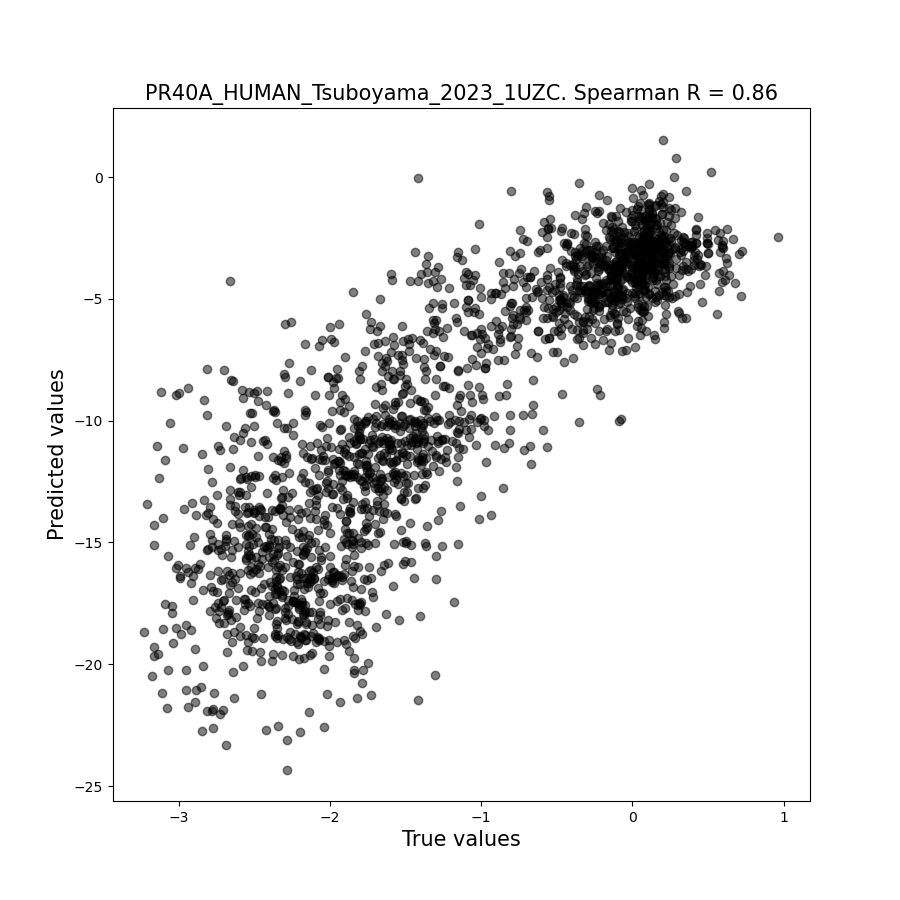 PR40A_HUMAN_Tsuboyama_2023_1UZC. Spearman R = 0.86
0
−5
−10
−15
−20
−25
Predicted values
−3 −2 −1 0 1
True values